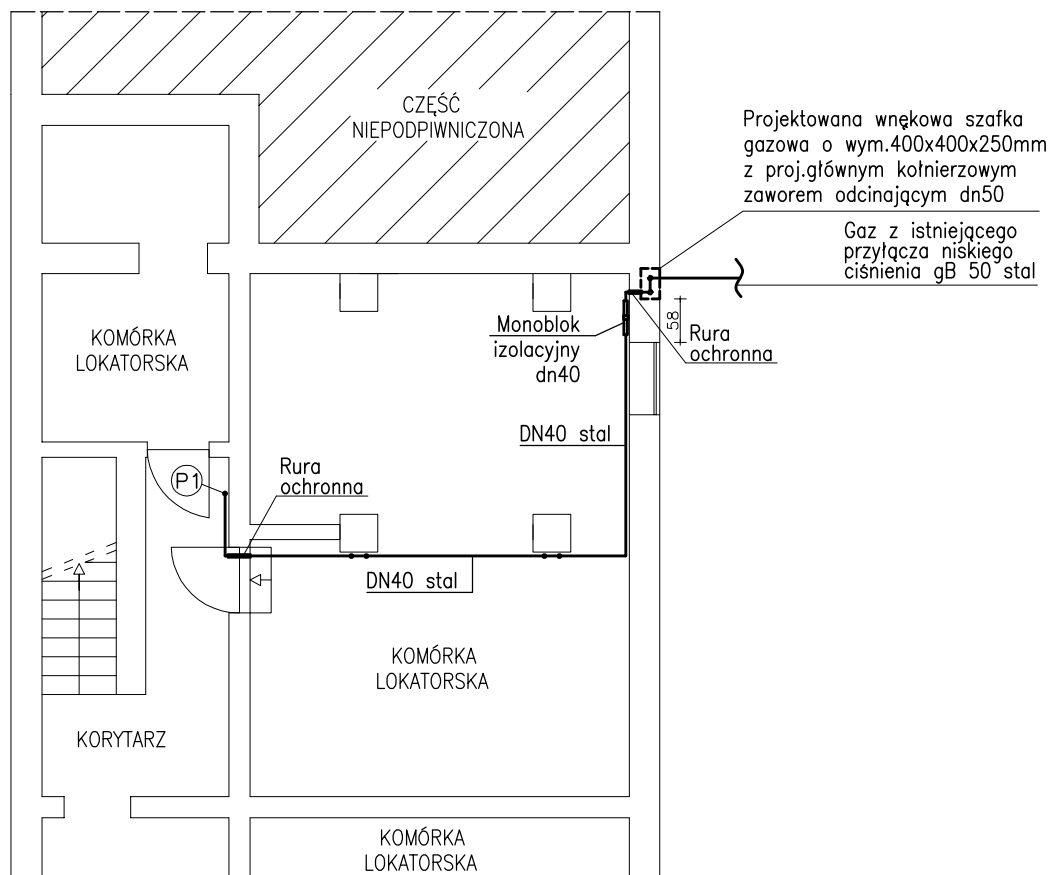 CZĘŚĆ
NIEPODPIWNICZONA
Projektowana wnękowa szafka
gazowa o wym.400x400x250mm
z proj.głównym kołnierzowym
zaworem odcinającym dn50
Gaz z istniejącego
przyłącza niskiego
ciśnienia gB 50 stal
KOMÓRKA
LOKATORSKA
Monoblok
izolacyjny
dn40
58
Rura
ochronna
DN40 stal
P1
Rura
ochronna
DN40 stal
KOMÓRKA
LOKATORSKA
KORYTARZ
KOMÓRKA
LOKATORSKA